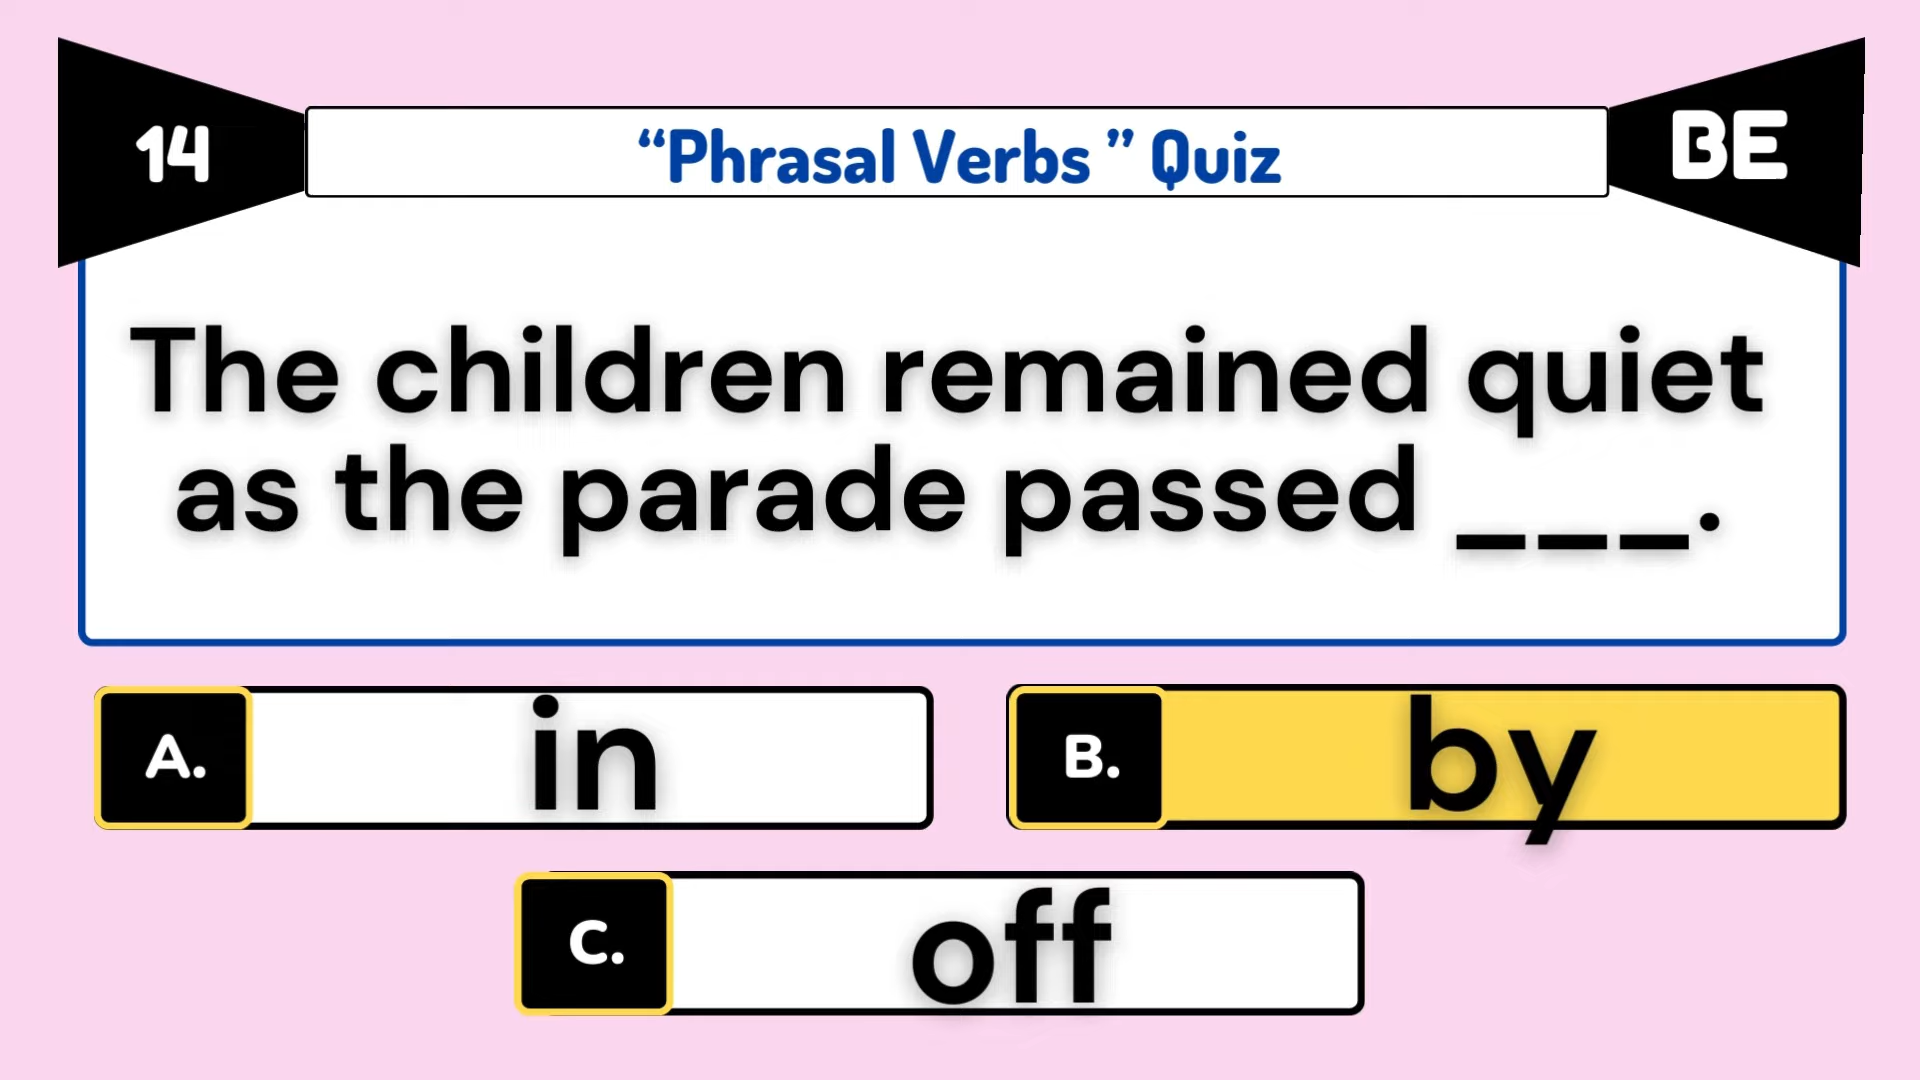 14
“Phrasal Verbs ” Quiz
BE
The children remained quiet
as the parade passed ___.
A. in
B. by
C. off